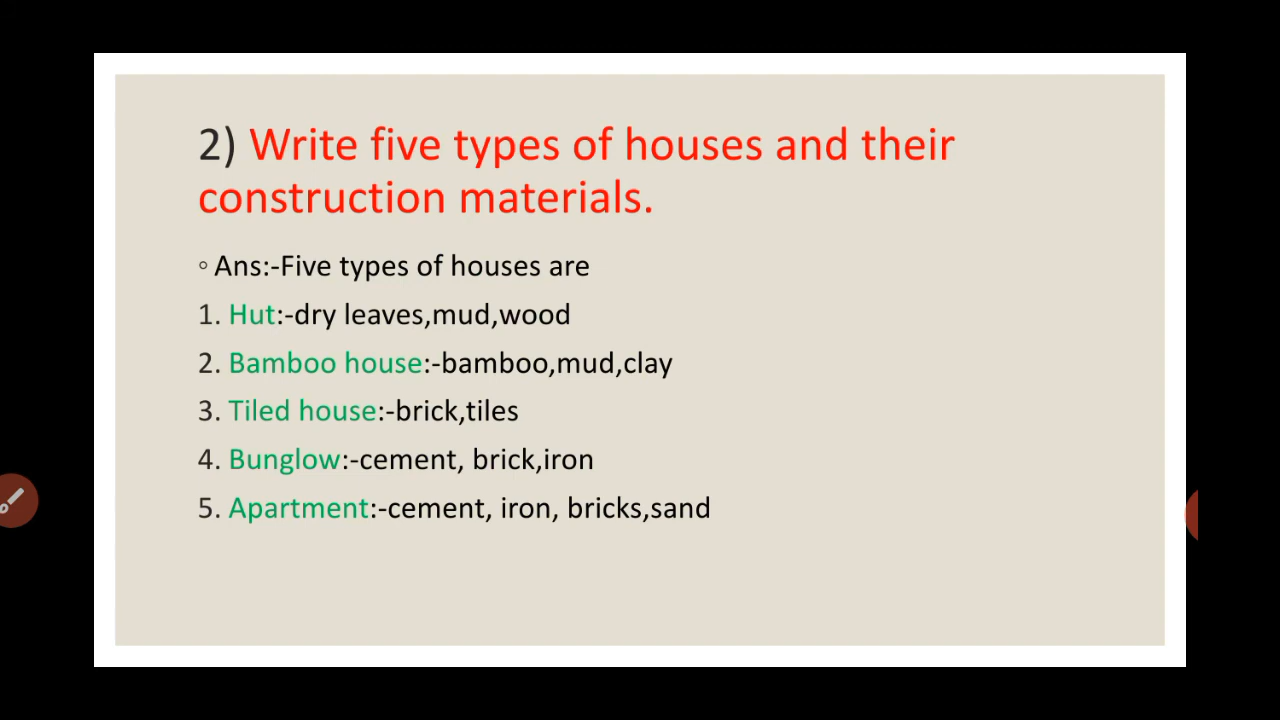 2) Write five types of houses and their
construction materials.
◦ Ans:-Five types of houses are
1. Hut:-dry leaves,mud,wood
2. Bamboo house:-bamboo,mud,clay
3. Tiled house:-brick,tiles
4. Bunglow:-cement, brick,iron
5. Apartment:-cement, iron, bricks,sand